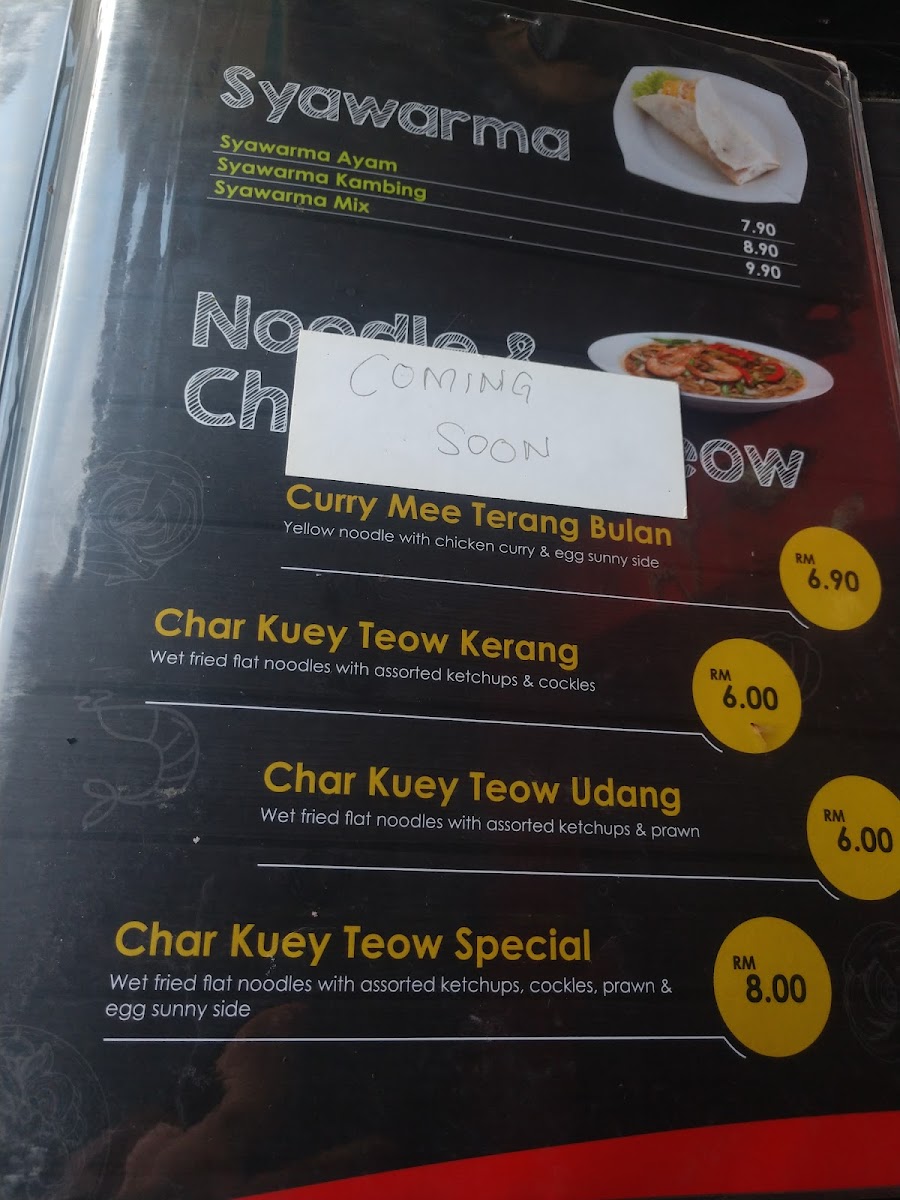 Syawarma
Syawarma Ayam 7.90
Syawarma Kambing 8.90
Syawarma Mix 9.90
Noodle &
COMING
SOON
Curry Mee Terang Bulan
Yellow noodle with chicken curry & egg sunny side
RM
6.90
Char Kuey Teow Kerang
Wet fried flat noodles with assorted ketchups & cockles
RM
6.00
Char Kuey Teow Udang
Wet fried flat noodles with assorted ketchups & prawn
RM
6.00
Char Kuey Teow Special
Wet fried flat noodles with assorted ketchups, cockles, prawn &
egg sunny side
RM
8.00